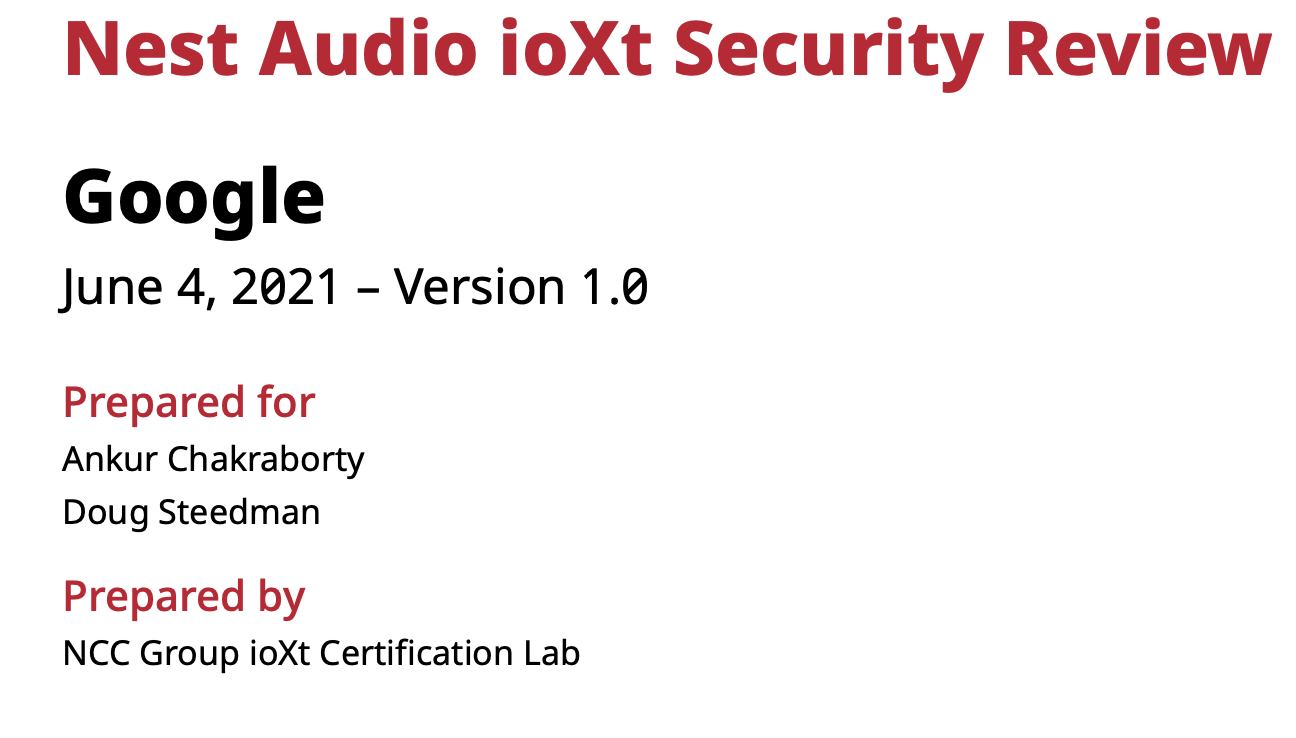 Nest Audio ioXt Security Review
Google
June 4, 2021 – Version 1.0
Prepared for
Ankur Chakraborty
Doug Steedman
Prepared by
NCC Group ioXt Certification Lab